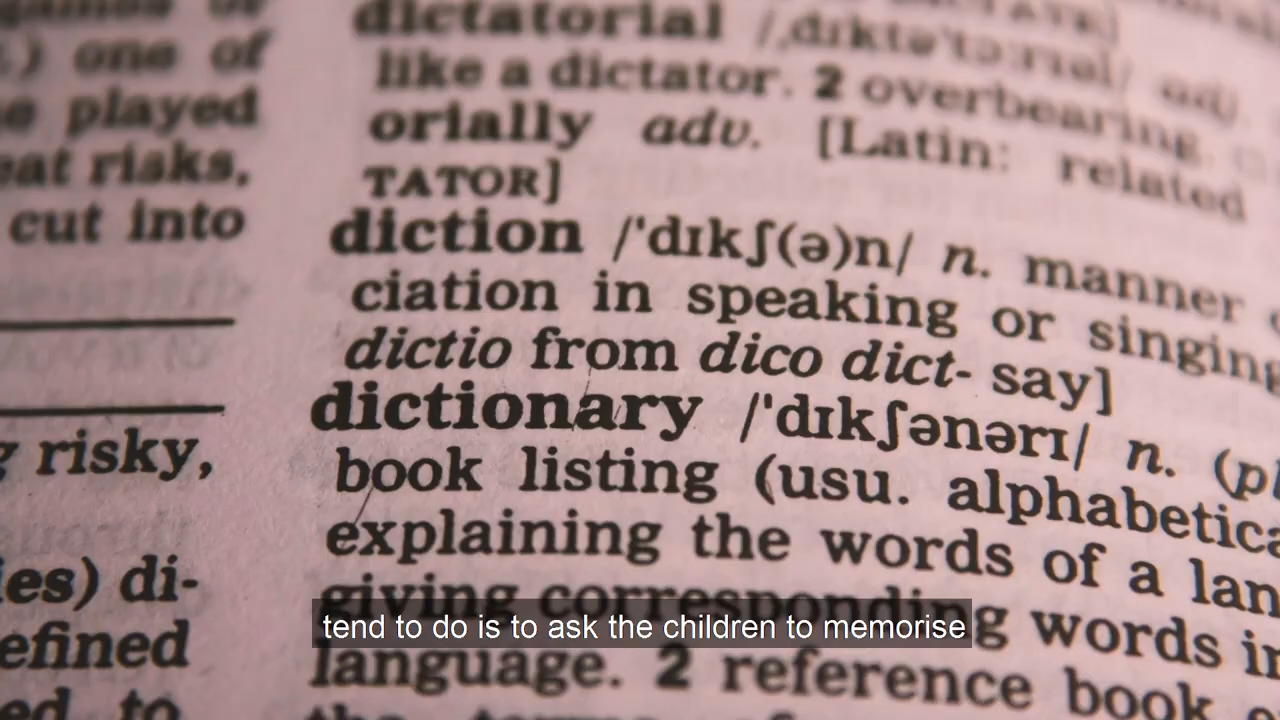 ) one of
played
risks,
cut into
risky,
di-
efined
to
dictatorial /ˌdɪktəˈtɔːrɪəl/ adj.
like a dictator. 2 overbearing.
orially adv. [Latin: related
TATOR]
diction /ˈdɪkʃ(ə)n/ n. manner
ciation in speaking or singing
dictio from dico dict- say]
dictionary /ˈdɪkʃənərɪ/ n. (pl
book listing (usu. alphabetica
explaining the words of a lan
giving corresponding words in
language. 2 reference book
tend to do is to ask the children to memorise